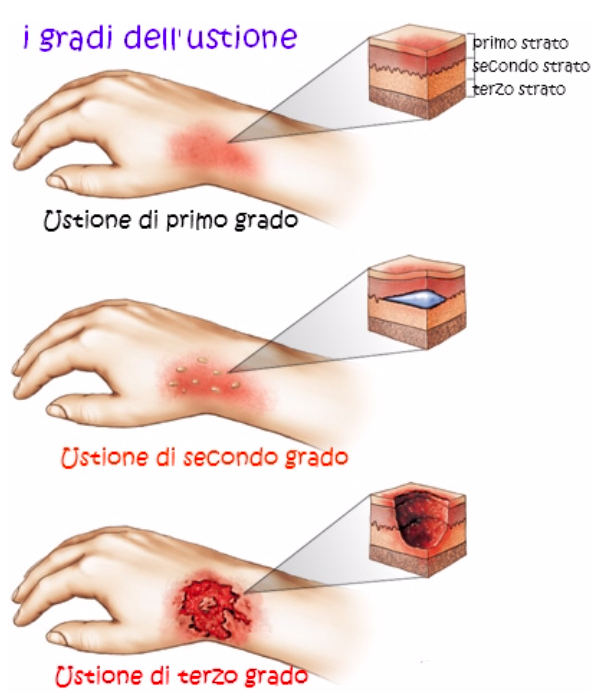 i gradi dell'ustione
primo strato
secondo strato
terzo strato
Ustione di primo grado
Ustione di secondo grado
Ustione di terzo grado